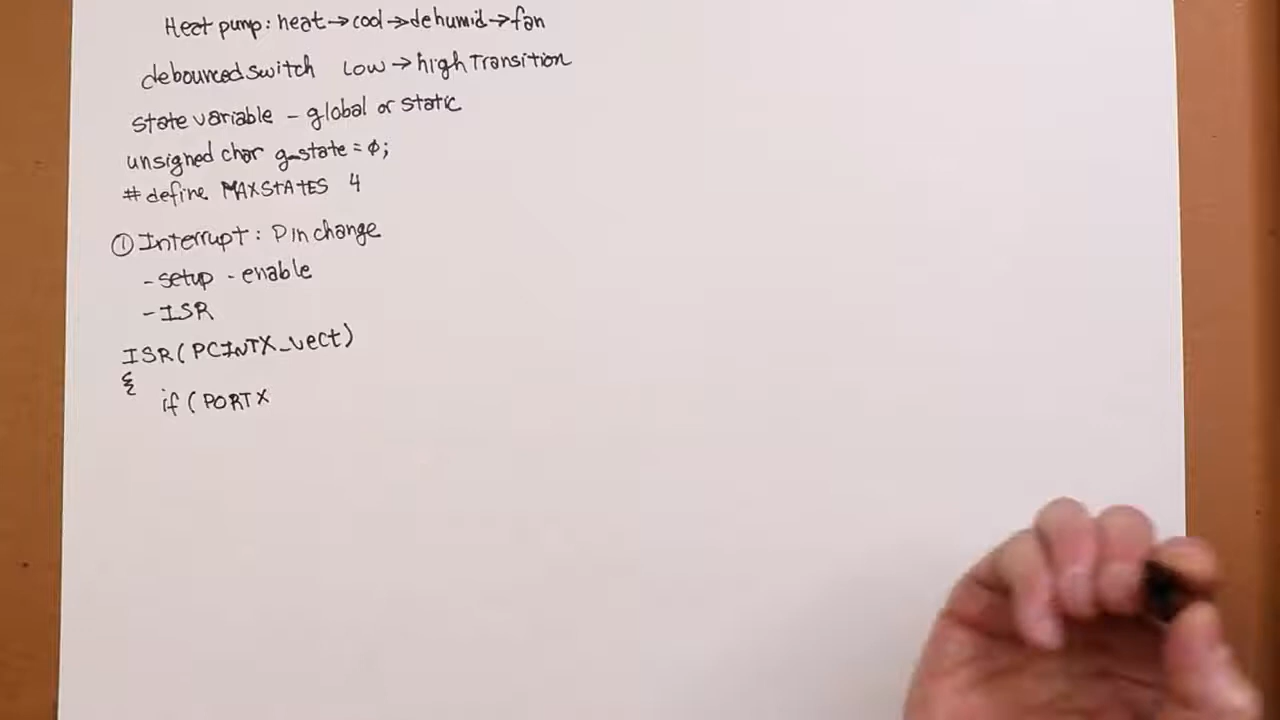 Heat pump: heat→cool→dehumid→fan
debounced switch low→high Transition
state variable - global or static
unsigned char g_state = φ;
#define MAXSTATES 4
① Interrupt: Pin change
- setup - enable
- ISR
ISR(PCINTX_vect)
{
if (PORTX